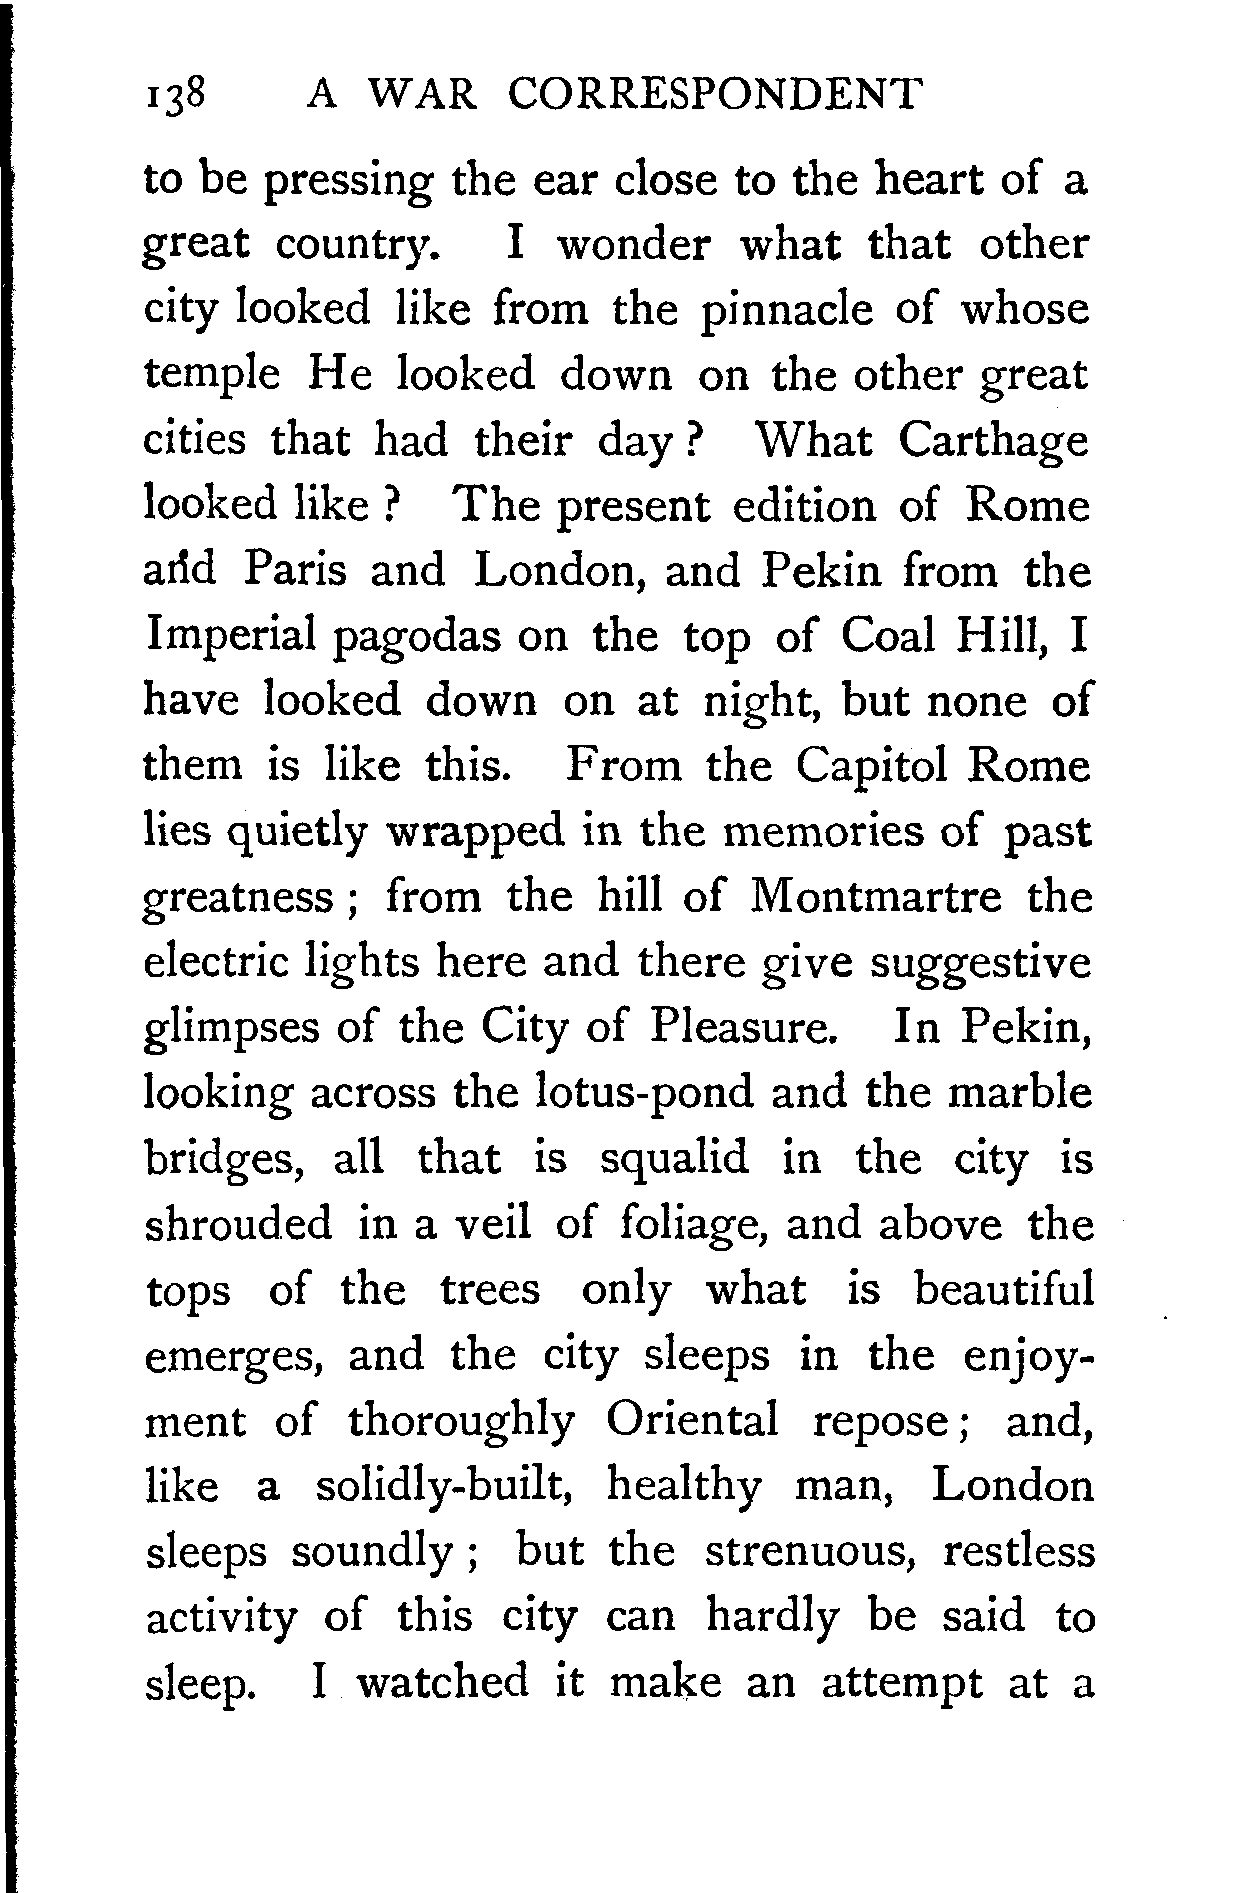 138 A WAR CORRESPONDENT
to be pressing the ear close to the heart of a
great country. I wonder what that other
city looked like from the pinnacle of whose
temple He looked down on the other great
cities that had their day ? What Carthage
looked like ? The present edition of Rome
and Paris and London, and Pekin from the
Imperial pagodas on the top of Coal Hill, I
have looked down on at night, but none of
them is like this. From the Capitol Rome
lies quietly wrapped in the memories of past
greatness ; from the hill of Montmartre the
electric lights here and there give suggestive
glimpses of the City of Pleasure. In Pekin,
looking across the lotus-pond and the marble
bridges, all that is squalid in the city is
shrouded in a veil of foliage, and above the
tops of the trees only what is beautiful
emerges, and the city sleeps in the enjoy-
ment of thoroughly Oriental repose ; and,
like a solidly-built, healthy man, London
sleeps soundly ; but the strenuous, restless
activity of this city can hardly be said to
sleep. I watched it make an attempt at a